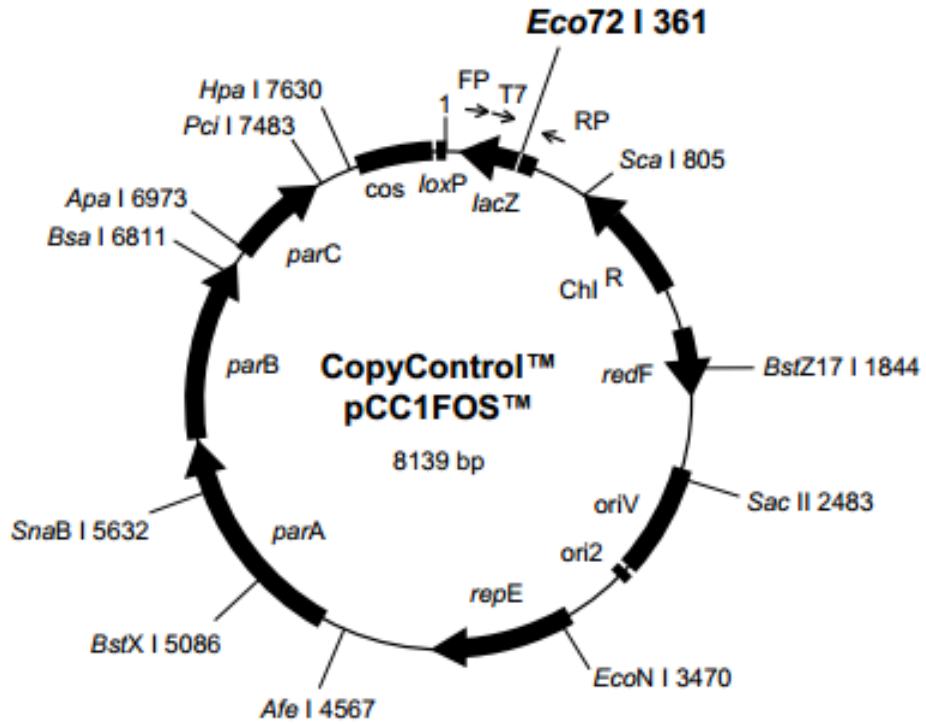 Eco72 I 361
FP
T7
1
RP
Hpa I 7630
Pci I 7483
Sca I 805
cos
loxP
lacZ
Apa I 6973
Bsa I 6811
parC
Chl R
parB
CopyControl™
pCC1FOS™
8139 bp
redF
BstZ17 I 1844
Sac II 2483
oriV
ori2
SnaB I 5632
parA
repE
BstX I 5086
EcoN I 3470
Afe I 4567